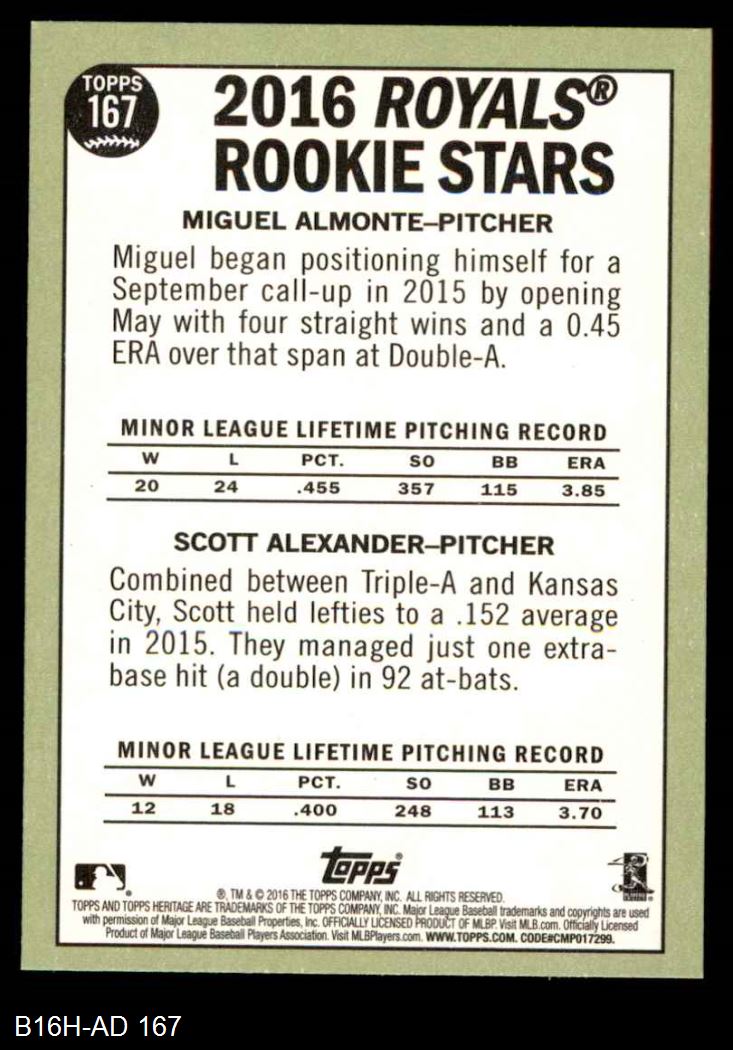 TOPPS
167
2016 ROYALS®
ROOKIE STARS
MIGUEL ALMONTE–PITCHER
Miguel began positioning himself for a
September call-up in 2015 by opening
May with four straight wins and a 0.45
ERA over that span at Double-A.
MINOR LEAGUE LIFETIME PITCHING RECORD
W L PCT. SO BB ERA
20 24 .455 357 115 3.85
SCOTT ALEXANDER–PITCHER
Combined between Triple-A and Kansas
City, Scott held lefties to a .152 average
in 2015. They managed just one extra-
base hit (a double) in 92 at-bats.
MINOR LEAGUE LIFETIME PITCHING RECORD
W L PCT. SO BB ERA
12 18 .400 248 113 3.70
Topps®
®, TM & © 2016 THE TOPPS COMPANY, INC. ALL RIGHTS RESERVED.
TOPPS AND TOPPS HERITAGE ARE TRADEMARKS OF THE TOPPS COMPANY, INC. Major League Baseball trademarks and copyrights are used
with permission of Major League Baseball Properties, Inc. OFFICIALLY LICENSED PRODUCT OF MLBP. Visit MLB.com. Officially Licensed
Product of Major League Baseball Players Association. Visit MLBPlayers.com. WWW.TOPPS.COM. CODE#CMP017299.
B16H-AD 167